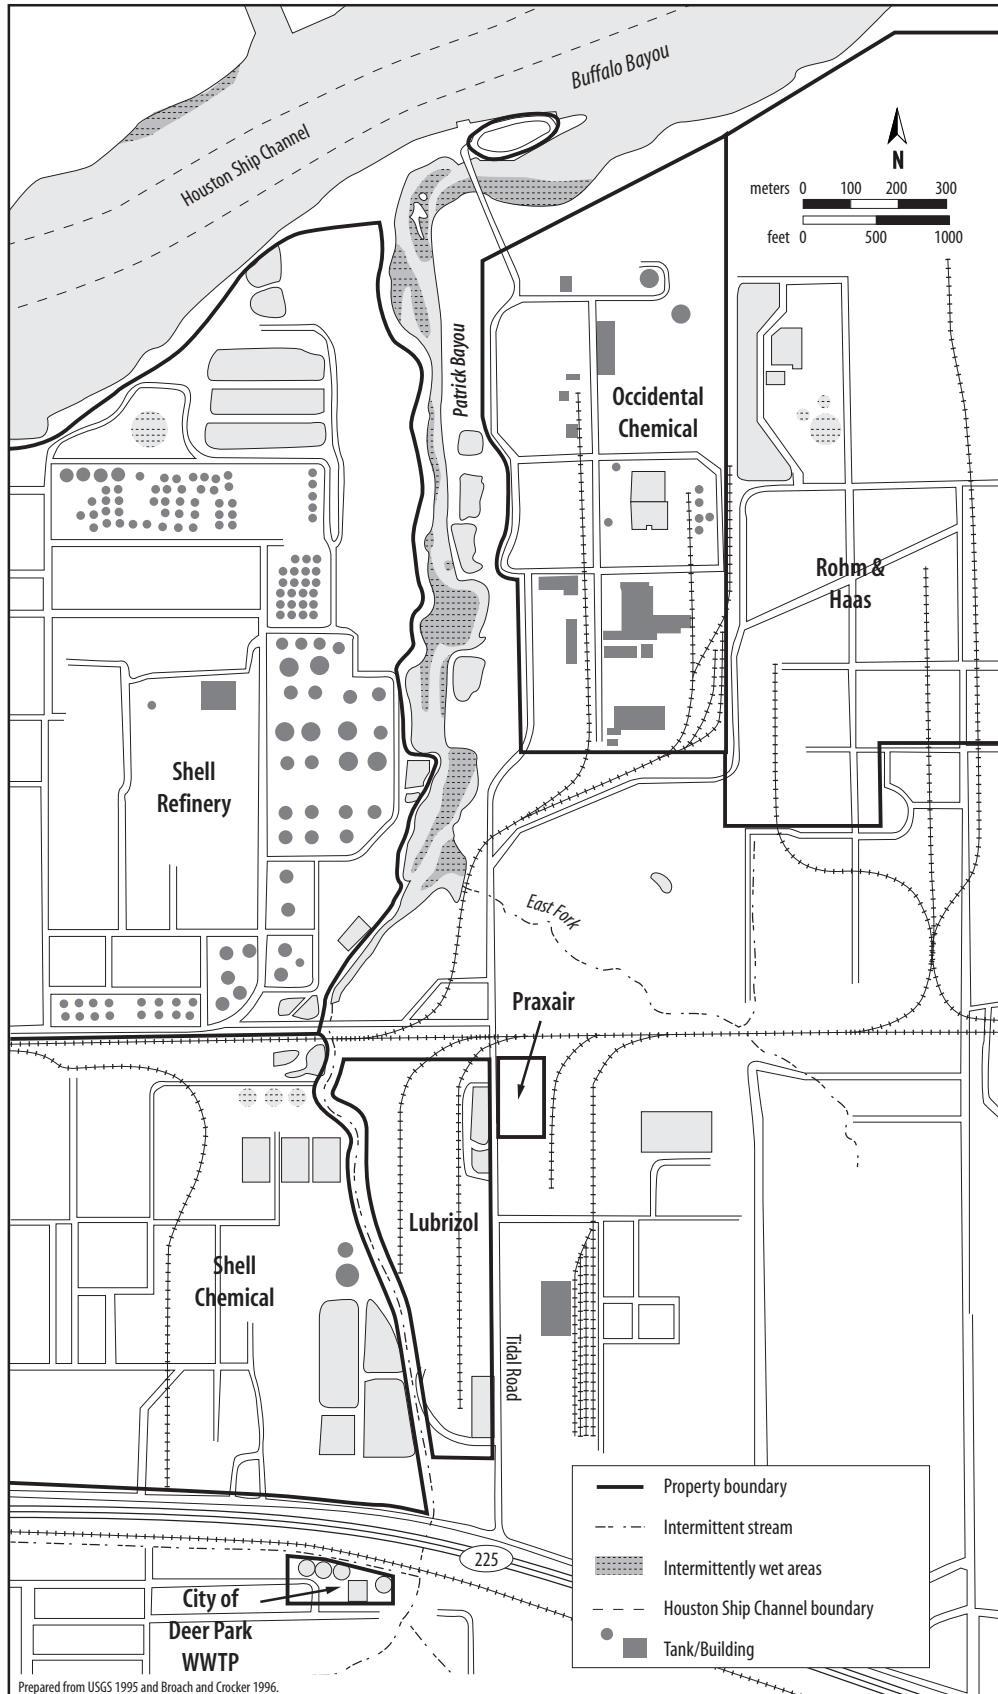 Buffalo Bayou
Houston Ship Channel
N
meters 0 100 200 300
feet 0 500 1000
Patrick Bayou
Occidental
Chemical
Rohm &
Haas
Shell
Refinery
East Fork
Praxair
Lubrizol
Shell
Chemical
Tidal Road
Property boundary
Intermittent stream
Intermittently wet areas
Houston Ship Channel boundary
Tank/Building
225
City of
Deer Park
WWTP
Prepared from USGS 1995 and Broach and Crocker 1996.